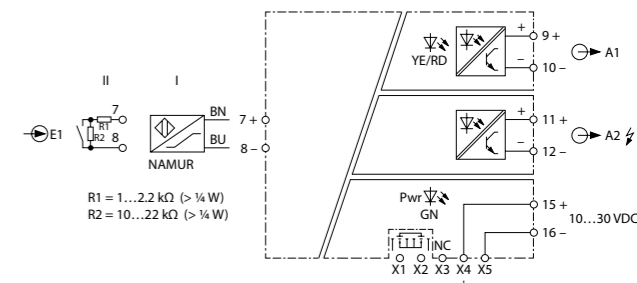 II I
E1
7
R1
R2
8
BN
BU
7 +
8 –
NAMUR
R1 = 1…2.2 kΩ (> ¼ W)
R2 = 10…22 kΩ (> ¼ W)
YE/RD
+
–
9 +
10 –
A1
+
–
11 +
12 –
A2
Pwr
GN
15 +
16 –
10…30 VDC
NC
X1 X2 X3 X4 X5